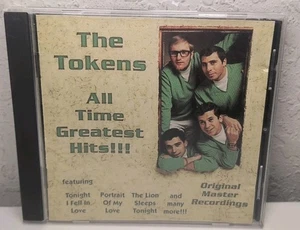 The
Tokens
All
Time
Greatest
Hits!!!
featuring
Tonight
I Fell In
Love
Portrait
Of My
Love
The Lion
Sleeps
Tonight
and
many
more!!!
Original
Master
Recordings